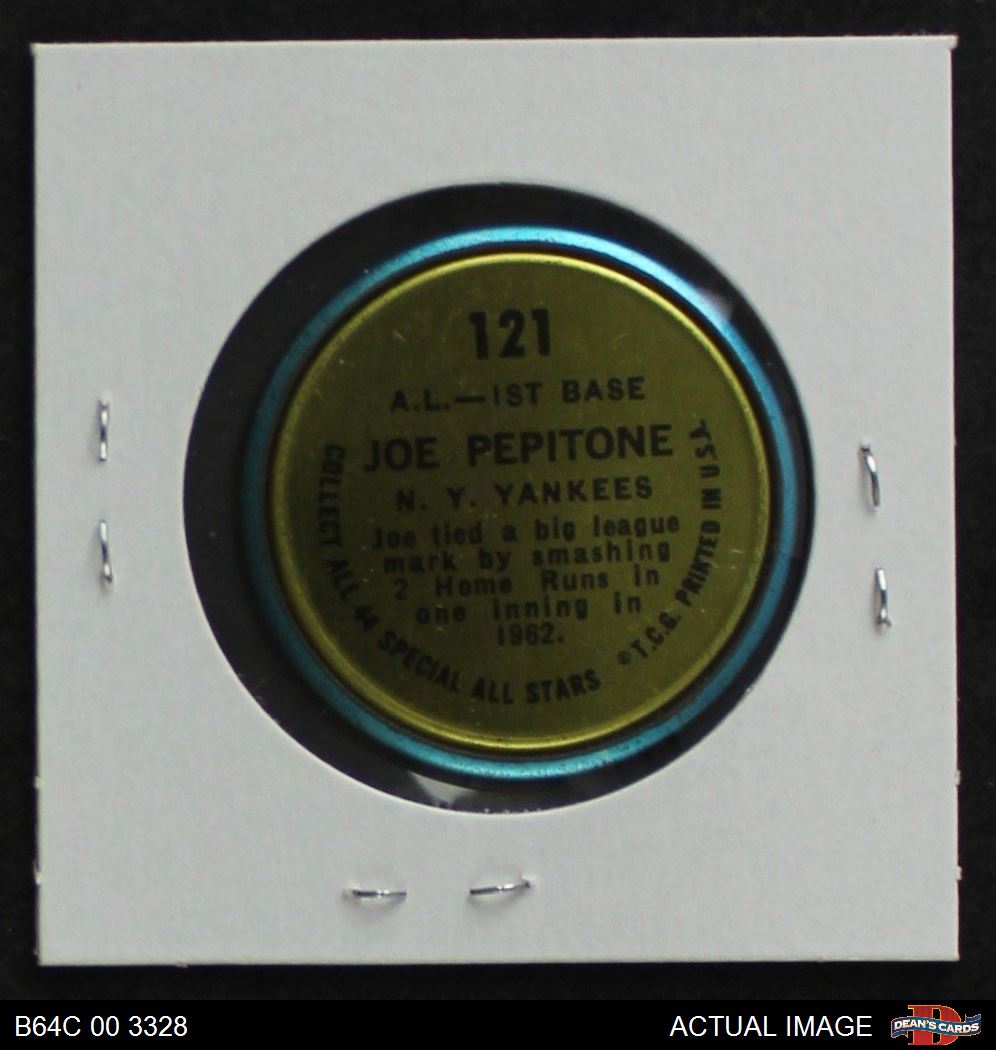 121
A.L.—1ST BASE
JOE PEPITONE
N. Y. YANKEES
Joe tied a big league
mark by smashing
2 Home Runs in
one inning in
1962.
COLLECT ALL 44 SPECIAL ALL STARS
©T.C.G. PRINTED IN U.S.A.
B64C 00 3328
ACTUAL IMAGE
DEAN'S CARDS